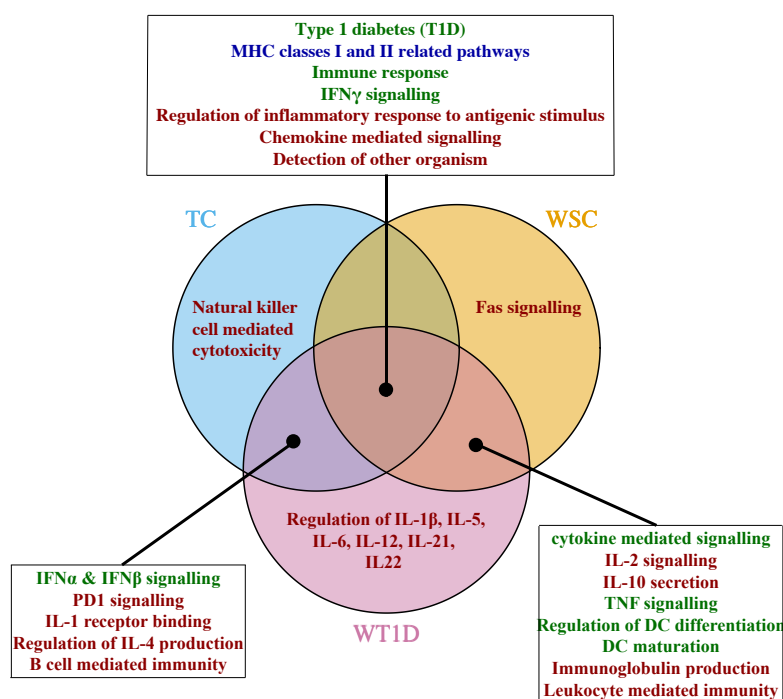 Type 1 diabetes (T1D)
MHC classes I and II related pathways
Immune response
IFNγ signalling
Regulation of inflammatory response to antigenic stimulus
Chemokine mediated signalling
Detection of other organism
TC
WSC
Natural killer
cell mediated
cytotoxicity
Fas signalling
Regulation of IL-1β, IL-5,
IL-6, IL-12, IL-21,
IL22
WT1D
IFNα & IFNβ signalling
PD1 signalling
IL-1 receptor binding
Regulation of IL-4 production
B cell mediated immunity
cytokine mediated signalling
IL-2 signalling
IL-10 secretion
TNF signalling
Regulation of DC differentiation
DC maturation
Immunoglobulin production
Leukocyte mediated immunity